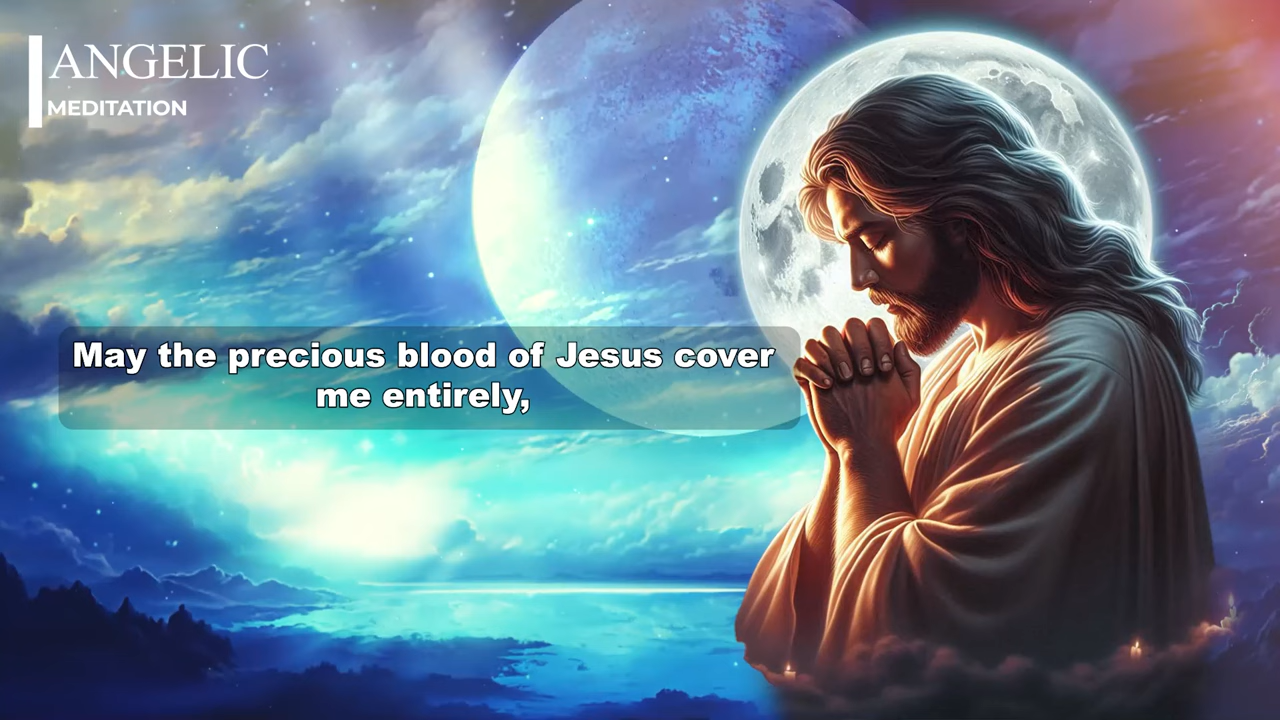 ANGELIC
MEDITATION
May the precious blood of Jesus cover
me entirely,